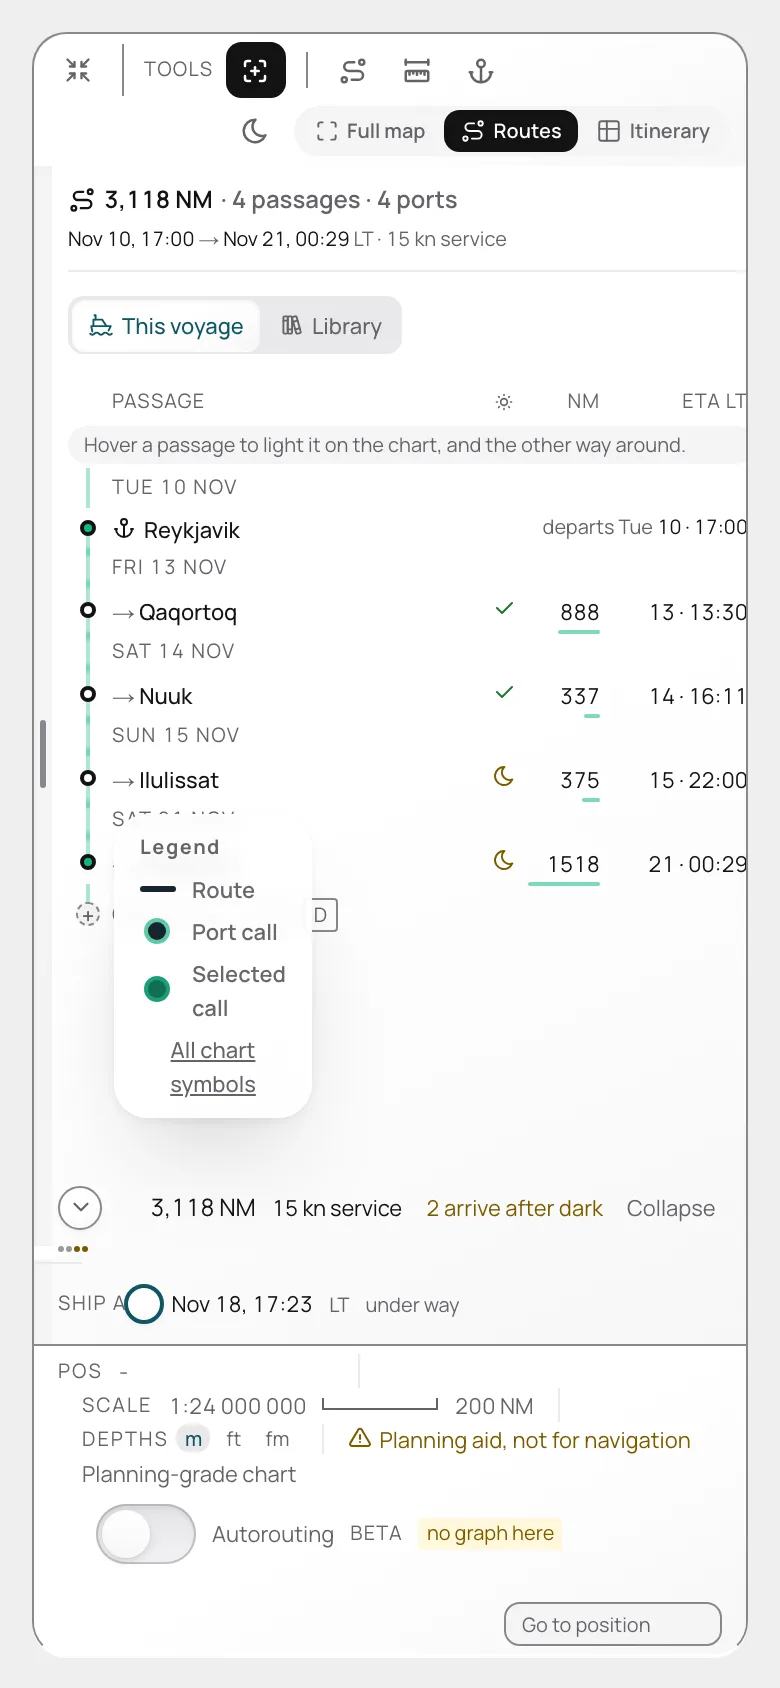 TOOLS
Full map Routes Itinerary
3,118 NM · 4 passages · 4 ports
Nov 10, 17:00 → Nov 21, 00:29 LT · 15 kn service
This voyage Library
PASSAGE NM ETA LT
Hover a passage to light it on the chart, and the other way around.
TUE 10 NOV
Reykjavik departs Tue 10 · 17:00
FRI 13 NOV
→ Qaqortoq 888 13 · 13:30
SAT 14 NOV
→ Nuuk 337 14 · 16:11
SUN 15 NOV
→ Ilulissat 375 15 · 22:00
SAT 21 NOV
1518 21 · 00:29
D
Legend
Route
Port call
Selected
call
All chart
symbols
3,118 NM 15 kn service 2 arrive after dark Collapse
SHIP A Nov 18, 17:23 LT under way
POS -
SCALE 1:24 000 000 200 NM
DEPTHS m ft fm Planning aid, not for navigation
Planning-grade chart
Autorouting BETA no graph here
Go to position